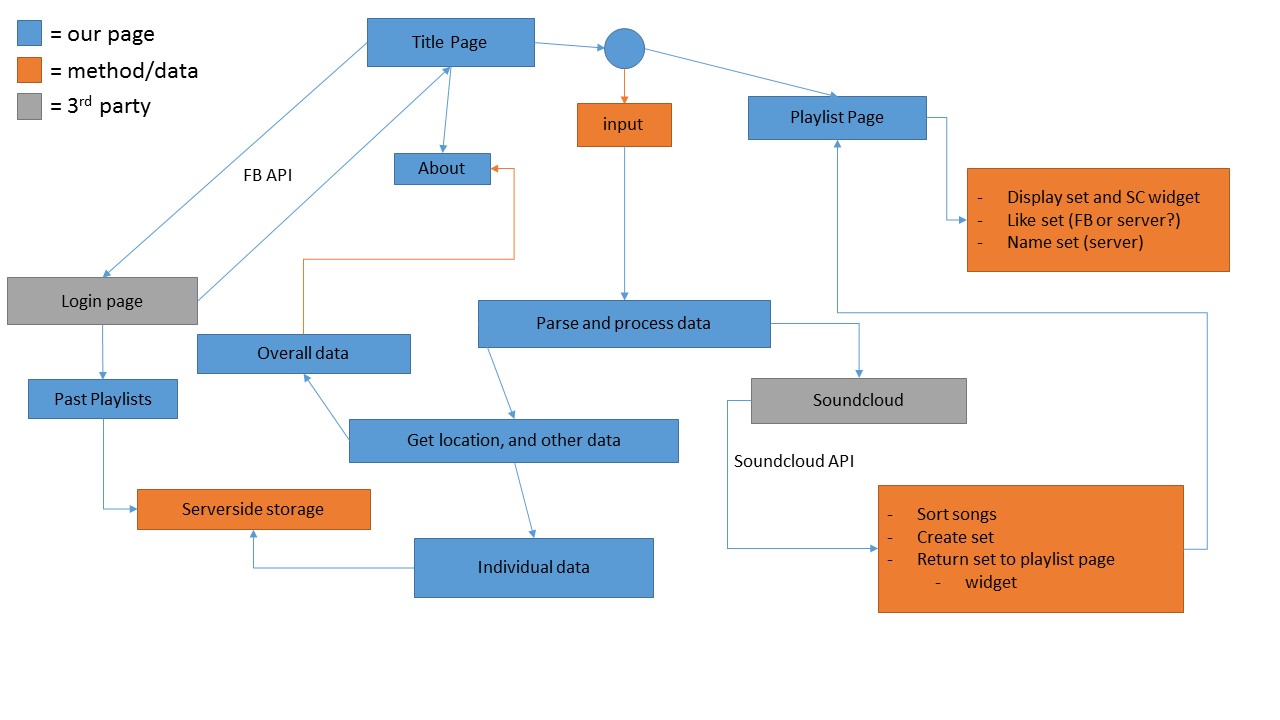 = our page
= method/data
= 3rd party
Title Page
input
Playlist Page
About
FB API
- Display set and SC widget
- Like set (FB or server?)
- Name set (server)
Login page
Parse and process data
Overall data
Past Playlists
Soundcloud
Get location, and other data
Soundcloud API
Serverside storage
- Sort songs
- Create set
- Return set to playlist page
- widget
Individual data